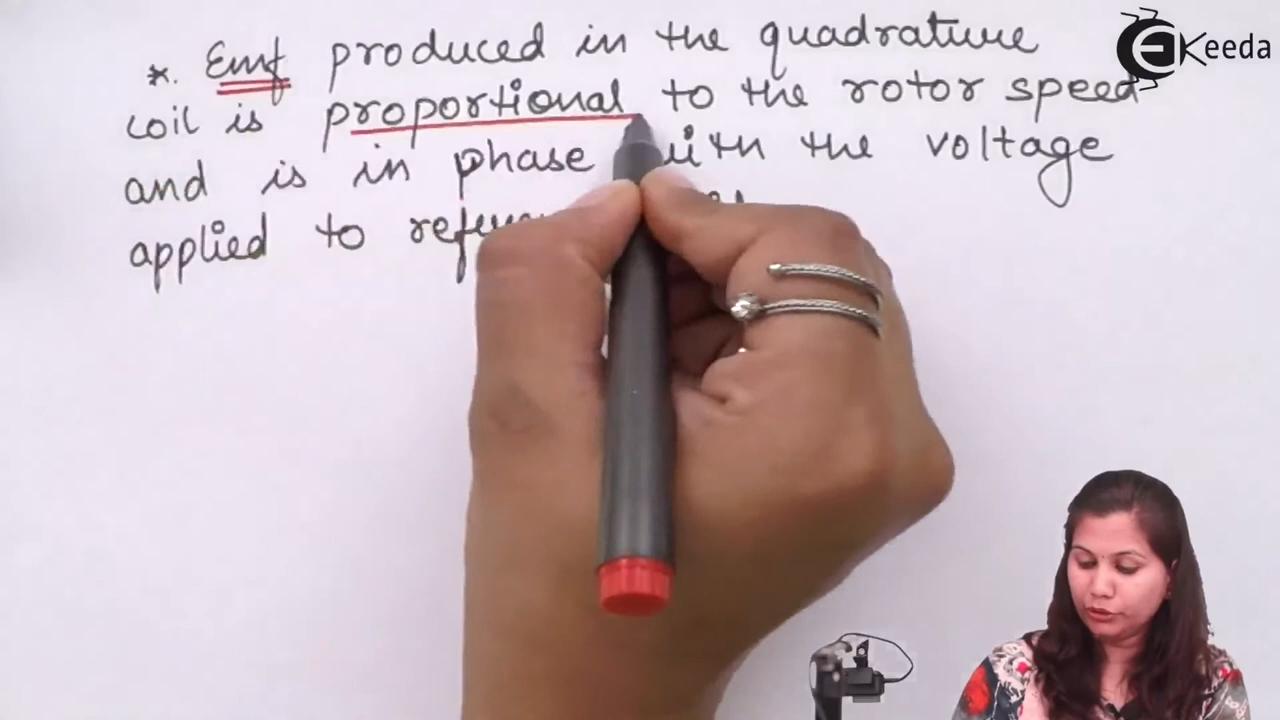 *. Emf produced in the quadrature
coil is proportional to the rotor speed
and is in phase with the voltage
applied to
EKeeda